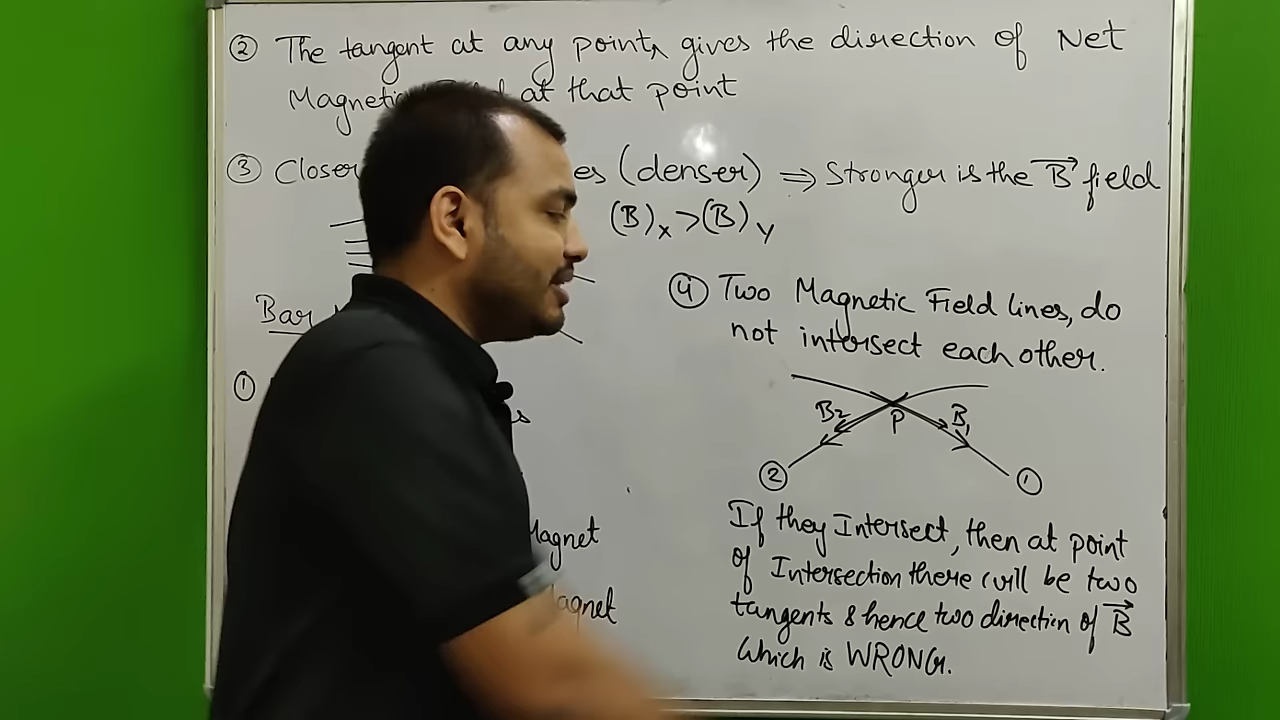 ② The tangent at any point, gives the direction of Net
Magnetic at that point
③ Closer es (denser) ⇒ Stronger is the B⃗ field
(B)x > (B)y
Bar
①
④ Two Magnetic Field lines, do
not intersect each other.
B2 P B1
② ①
Magnet
agnet
If they Intersect, then at point
of Intersection there will be two
tangents & hence two direction of B⃗
which is WRONG.